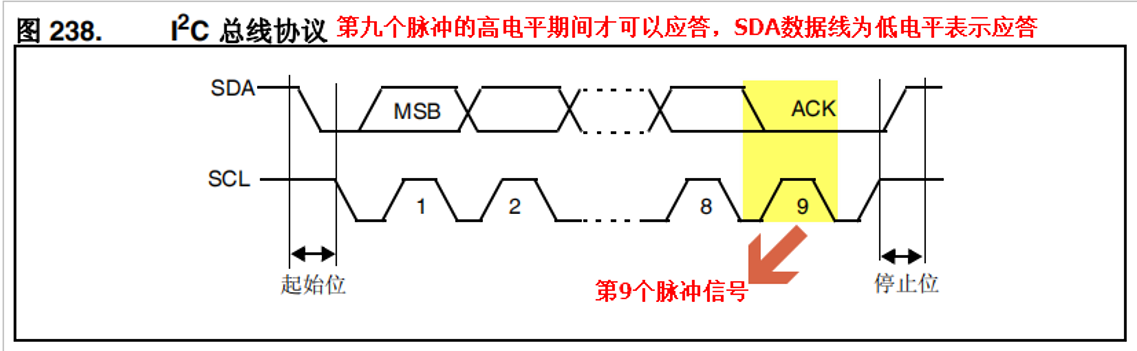 图 238. I²C 总线协议 第九个脉冲的高电平期间才可以应答，SDA数据线为低电平表示应答
SDA MSB ACK
SCL 1 2 8 9
起始位 第9个脉冲信号 停止位